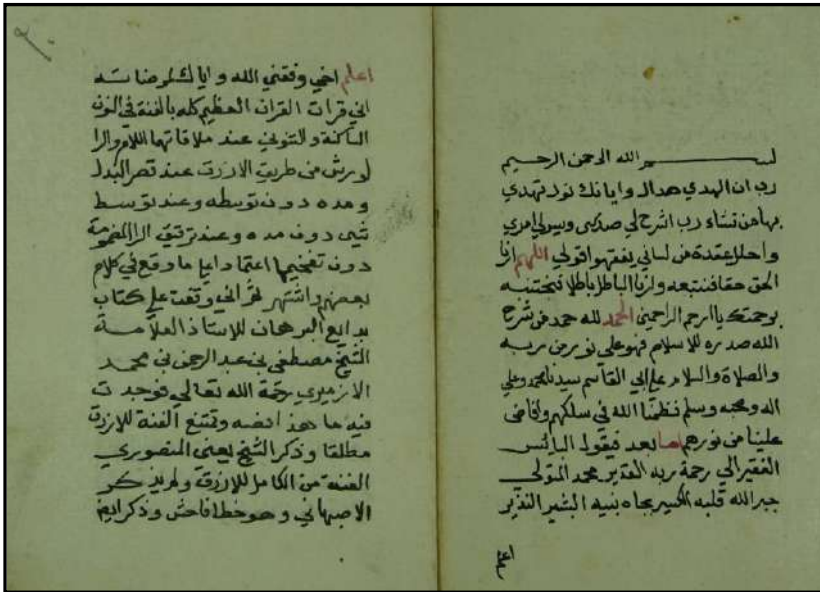 بسم الله الرحمن الرحيم
رب ان الهدي هداك واياتك نور تهدي
بها من تشاء رب اشرح لي صدري ويسر لي امري
واحلل عقدة من لساني يفقهوا قولي اللهم ارنا
الحق حقا فنتبعه وارنا الباطل باطلا فنجتنبه
برحمتك يا ارحم الراحمين الحمد لله حمد من شرح
الله صدره للاسلام فهو على نور من ربه
والصلاة والسلام على ابي القاسم سيدنا محمد وعلي
اله وصحبه وسلم نظمنا الله في سلكهم وافاض
علينا من نورهم اما بعد فيقول البائس
الفقير الي رحمة ربه القدير محمد المتولي
جبر الله قلبه الكسير بجاه نبيه البشير النذير
اعلم
اعلم اخي وفقني الله واياك لمرضاته
اني قرات القران العظيم كله بالغنة في النون
الساكنة والتنوين عند ملاقاتهما اللام والرا
لورش من طريق الازرق عند قصر البدل
ومده دون توسطه وعند توسط
شيء دون مده وعند ترقيق الرا المضمومة
دون تفخيمها اعتمادا على ما وقع في كلام
بعضهم واشتهر ثم اني وقفت على كتاب
بدايع البرهان للاستاذ العلامة
الشيخ مصطفى بن عبد الرحمن بن محمد
الازميري رحمة الله تعالي فوجدت
فيه ما هذا نصه وتمتنع الغنة للازرق
مطلقا وذكر الشيخ يعني المنصوري
الغنة من الكامل للازرق ولم يذكر
الاصبهاني وهو خطا فاحش وذكر ايضا